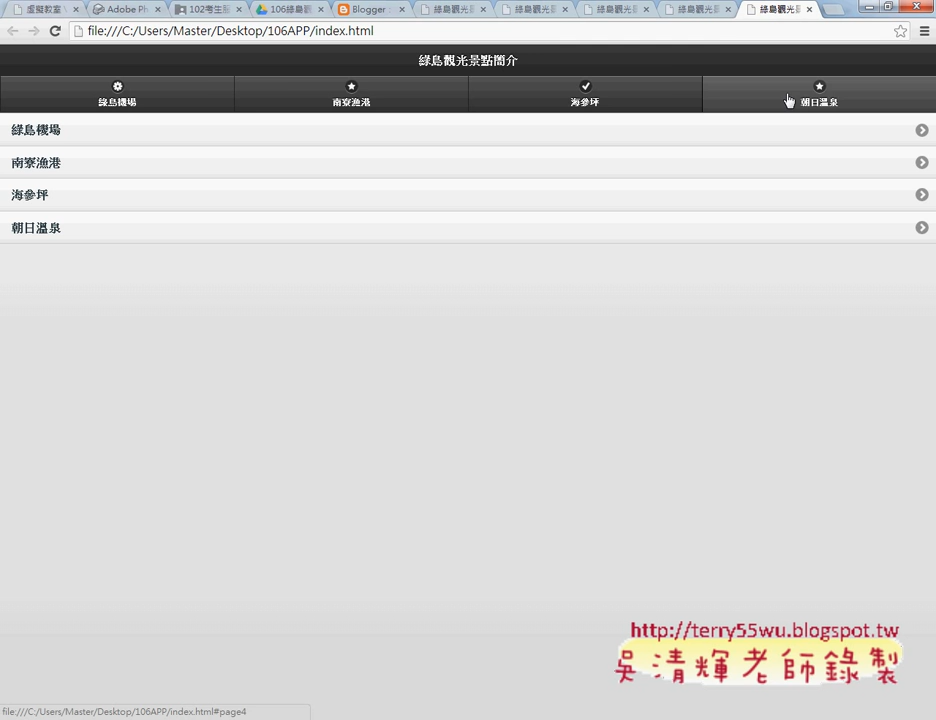 虛擬教室
Adobe Ph
102考生
106綠島
Blogger :
綠島觀光
綠島觀光
綠島觀光
綠島觀光
綠島觀光
file:///C:/Users/Master/Desktop/106APP/index.html
綠島觀光景點簡介
綠島機場
南寮漁港
海參坪
朝日溫泉
綠島機場
南寮漁港
海參坪
朝日溫泉
http://terry55wu.blogspot.tw
吳清輝老師錄製
file:///C:/Users/Master/Desktop/106APP/index.html#page4